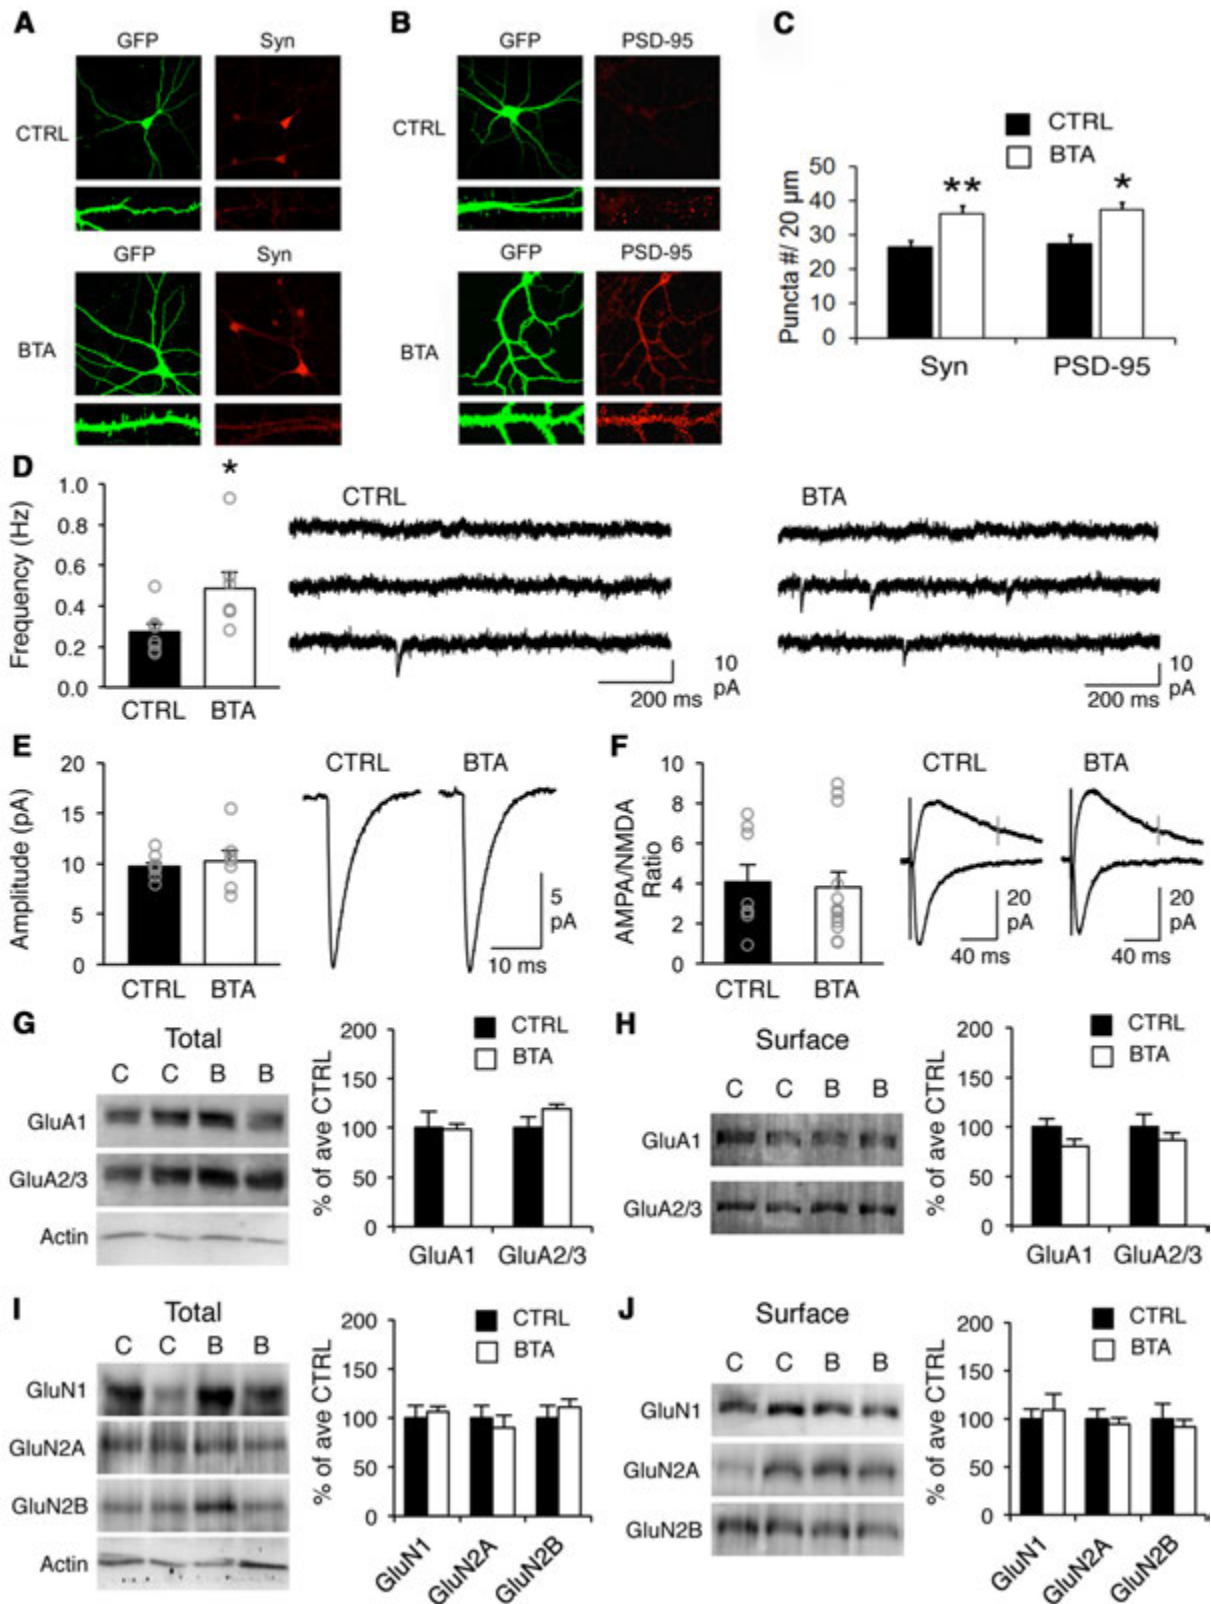 A
GFP Syn
CTRL
GFP Syn
BTA
B
GFP PSD-95
CTRL
GFP PSD-95
BTA
C
CTRL
BTA
Puncta #/ 20 µm
50
40
30
20
10
0
** *
Syn PSD-95
D
Frequency (Hz)
1.0
0.8
0.6
0.4
0.2
0.0
*
CTRL BTA
CTRL
10
pA
200 ms
BTA
10
pA
200 ms
E
Amplitude (pA)
20
15
10
5
0
CTRL BTA
CTRL BTA
5
pA
10 ms
F
AMPA/NMDA
Ratio
10
8
6
4
2
0
CTRL BTA
CTRL BTA
20
pA
40 ms
20
pA
40 ms
G
Total
C C B B
GluA1
GluA2/3
Actin
% of ave CTRL
200
150
100
50
0
CTRL
BTA
GluA1 GluA2/3
H
Surface
C C B B
GluA1
GluA2/3
% of ave CTRL
200
150
100
50
0
CTRL
BTA
GluA1 GluA2/3
I
Total
C C B B
GluN1
GluN2A
GluN2B
Actin
% of ave CTRL
200
150
100
50
0
CTRL
BTA
GluN1 GluN2A GluN2B
J
Surface
C C B B
GluN1
GluN2A
GluN2B
% of ave CTRL
200
150
100
50
0
CTRL
BTA
GluN1 GluN2A GluN2B